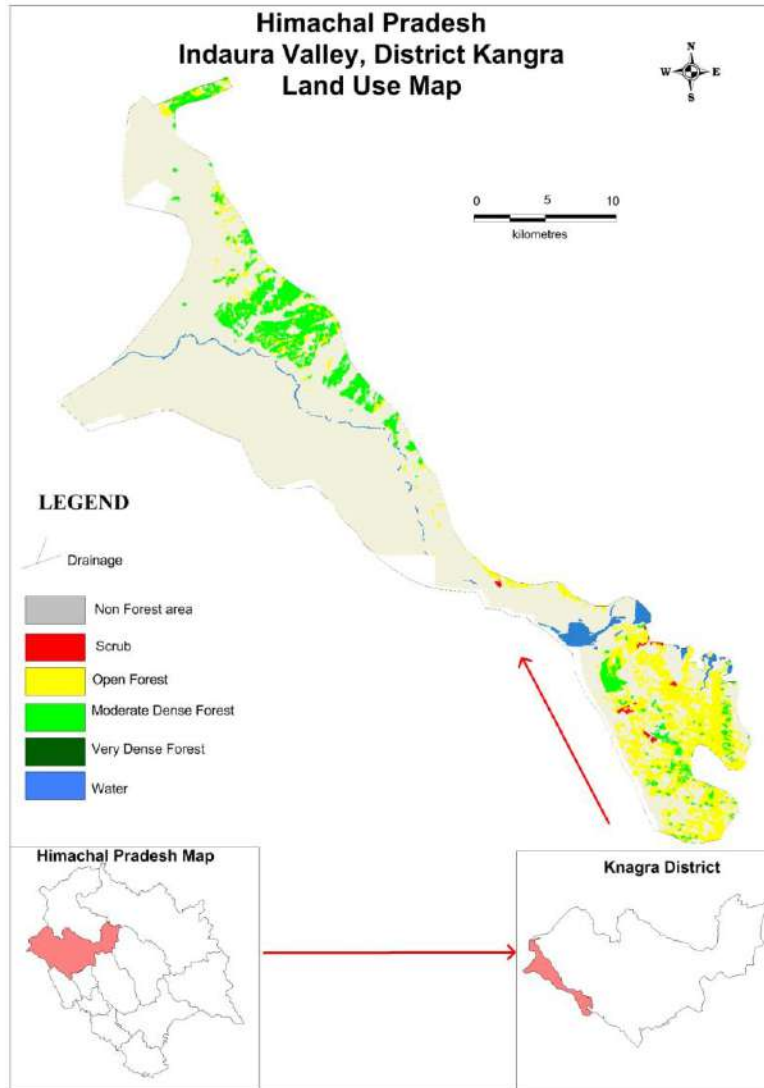 Himachal Pradesh
Indaura Valley, District Kangra
Land Use Map
N
W E
S
0 5 10
kilometres
LEGEND
Drainage
Non Forest area
Scrub
Open Forest
Moderate Dense Forest
Very Dense Forest
Water
Himachal Pradesh Map
Knagra District